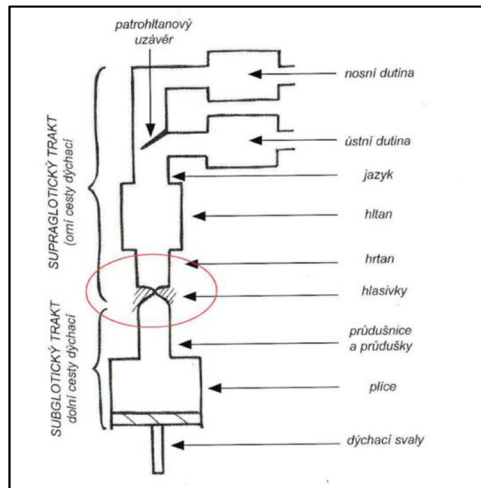 patrohltanový
uzávěr
nosní dutina
ústní dutina
jazyk
hltan
hrtan
hlasivky
průdušnice
a průdušky
plíce
dýchací svaly
SUPRAGLOTICKÝ TRAKT
(orní cesty dýchací
SUBGLOTICKÝ TRAKT
dolní cesty dýchací